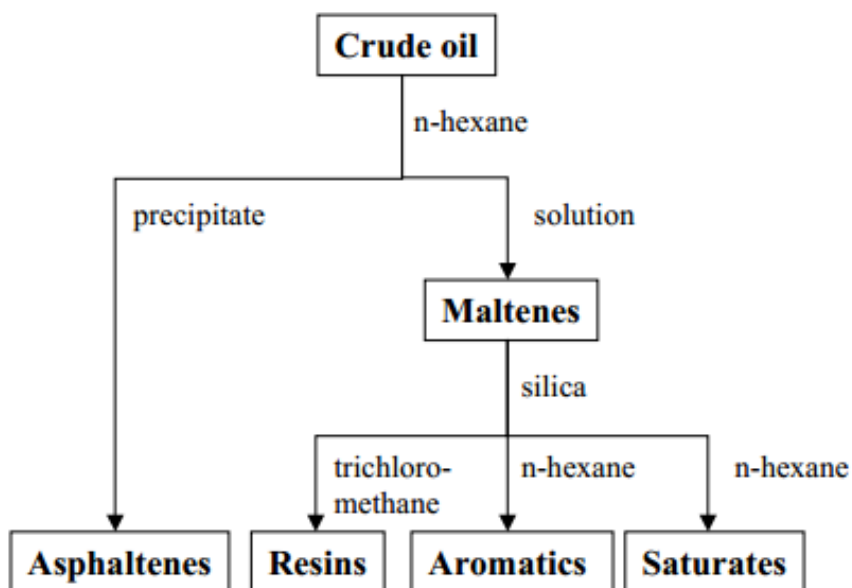 Crude oil
n-hexane
precipitate
solution
Maltenes
silica
trichloro-
methane
n-hexane
n-hexane
Asphaltenes
Resins
Aromatics
Saturates